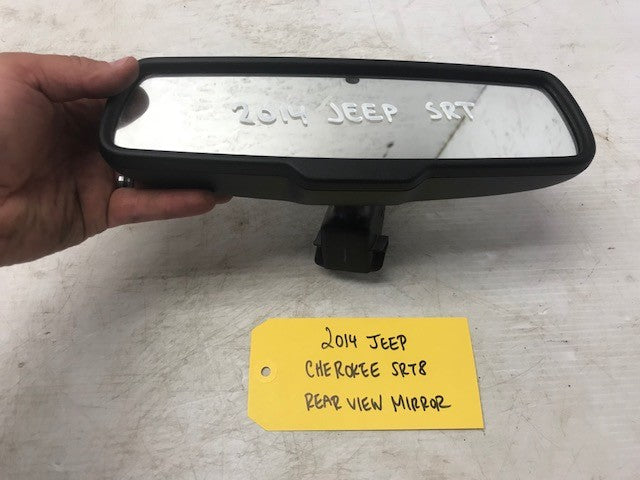 2014 JEEP SRT
2014 JEEP
CHEROKEE SRT8
REAR VIEW MIRROR